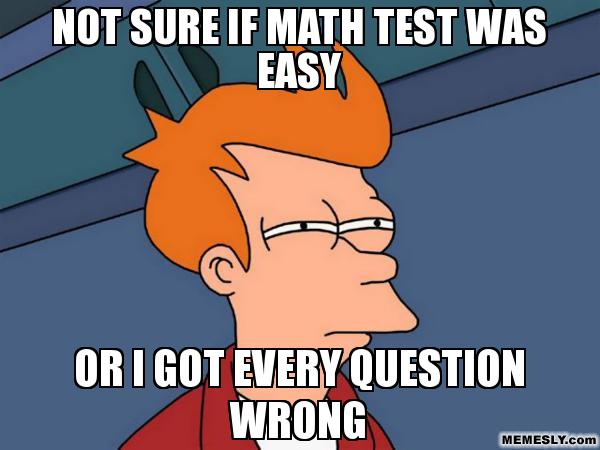 NOT SURE IF MATH TEST WAS
EASY
OR I GOT EVERY QUESTION
WRONG
MEMESLY.com